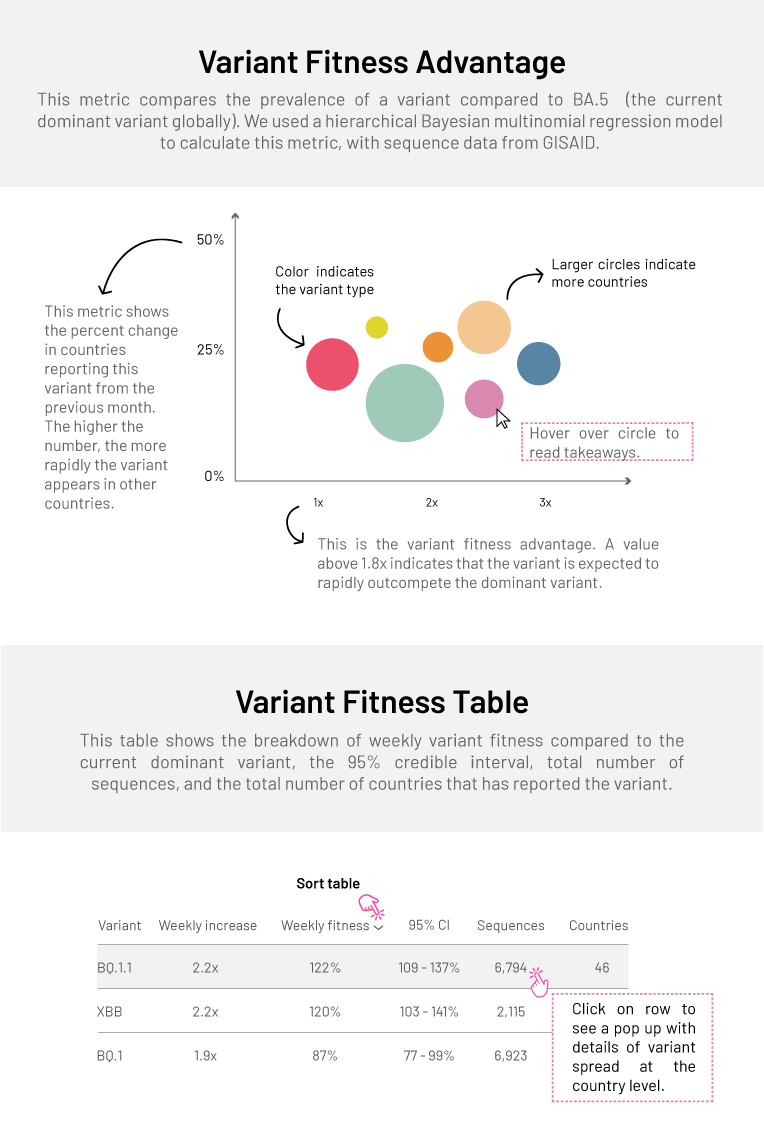 Variant Fitness Advantage
This metric compares the prevalence of a variant compared to BA.5 (the current
dominant variant globally). We used a hierarchical Bayesian multinomial regression model
to calculate this metric, with sequence data from GISAID.
50%
25%
0%
This metric shows
the percent change
in countries
reporting this
variant from the
previous month.
The higher the
number, the more
rapidly the variant
appears in other
countries.
Color indicates
the variant type
Larger circles indicate
more countries
Hover over circle to
read takeaways.
1x 2x 3x
This is the variant fitness advantage. A value
above 1.8x indicates that the variant is expected to
rapidly outcompete the dominant variant.
Variant Fitness Table
This table shows the breakdown of weekly variant fitness compared to the
current dominant variant, the 95% credible interval, total number of
sequences, and the total number of countries that has reported the variant.
Sort table
Variant Weekly increase Weekly fitness 95% CI Sequences Countries
BQ.1.1 2.2x 122% 109 - 137% 6,794 46
XBB 2.2x 120% 103 - 141% 2,115
BQ.1 1.9x 87% 77 - 99% 6,923
Click on row to
see a pop up with
details of variant
spread at the
country level.